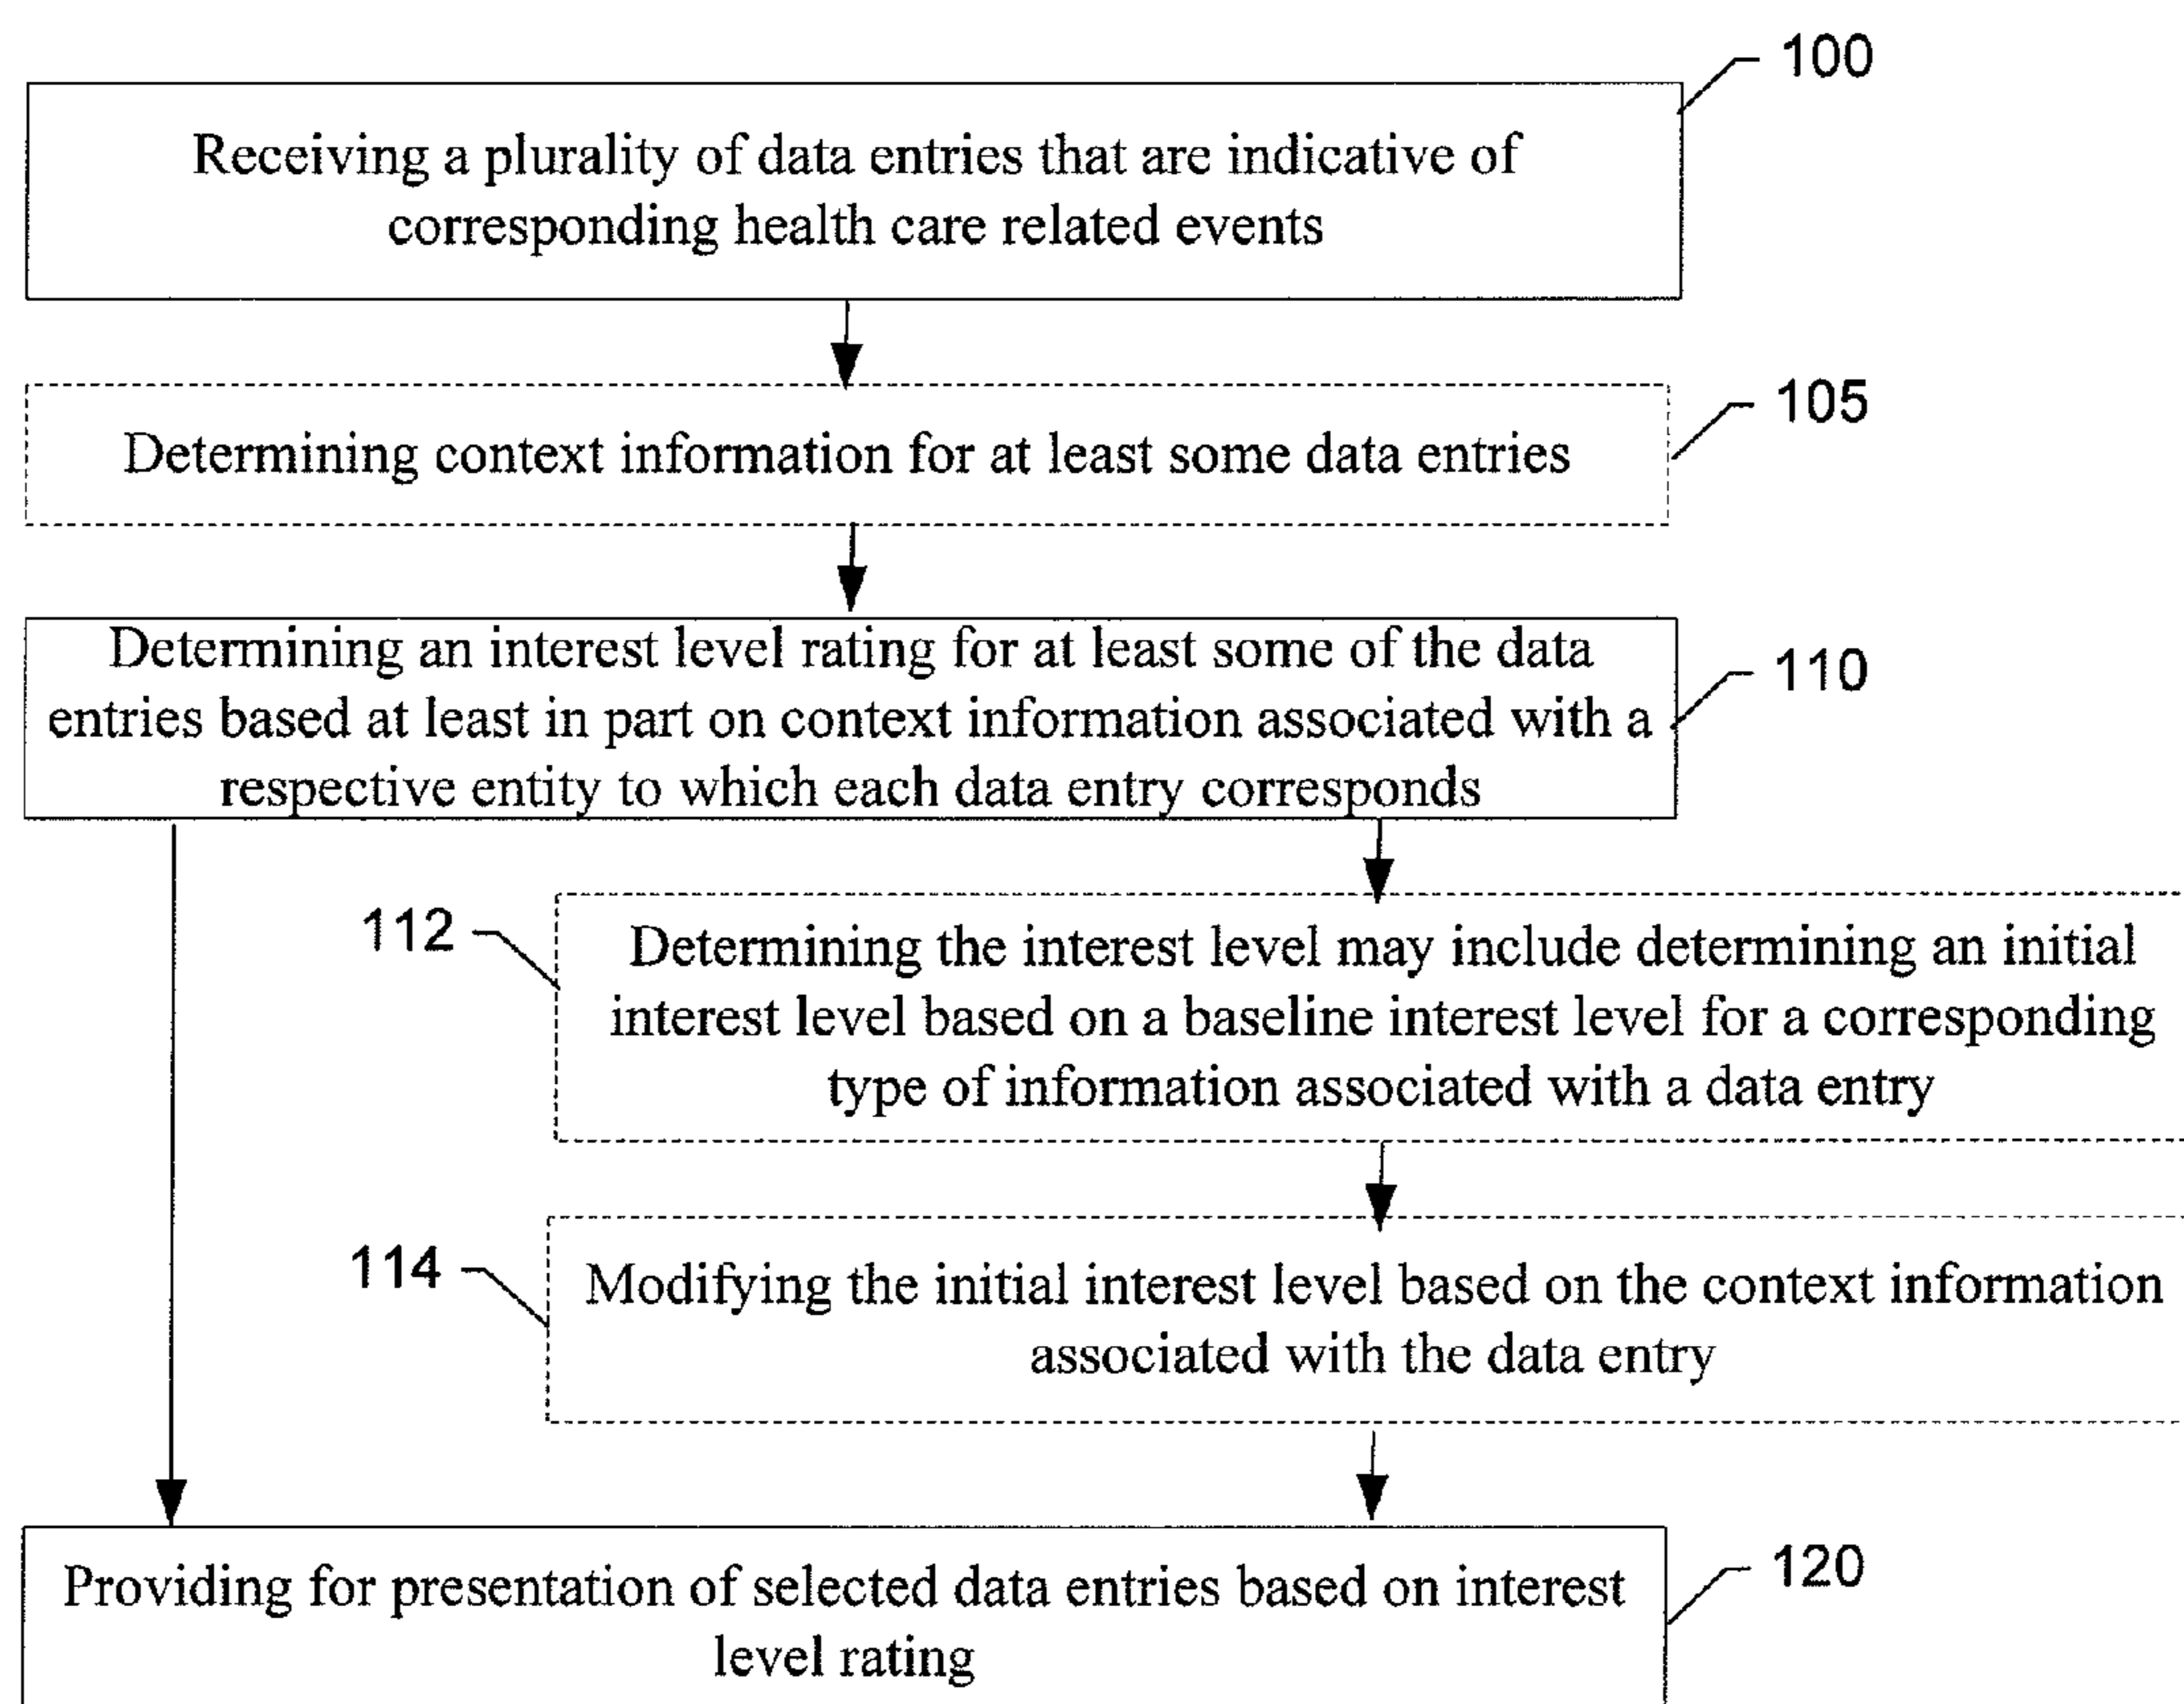 100
Receiving a plurality of data entries that are indicative of
corresponding health care related events
105
Determining context information for at least some data entries
Determining an interest level rating for at least some of the data
110
entries based at least in part on context information associated with a
respective entity to which each data entry corresponds
112
Determining the interest level may include determining an initial
interest level based on a baseline interest level for a corresponding
type of information associated with a data entry
114
Modifying the initial interest level based on the context information
associated with the data entry
120
Providing for presentation of selected data entries based on interest
level rating